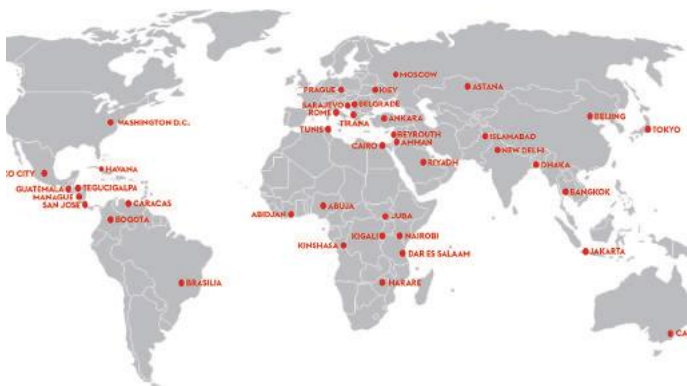 MOSCOW
ASTANA
PRAGUE
KIEV
SARAJEVO
BELGRADE
ROME
TIRANA
ANKARA
BEIJING
WASHINGTON D.C.
TUNIS
TOKYO
BEYROUTH
ISLAMABAD
AMMAN
CAIRO
NEW DELHI
RIYADH
DHAKA
HAVANA
CO CITY
GUATEMALA
TEGUCIGALPA
BANGKOK
MANAGUE
SAN JOSE
CARACAS
ABUJA
ABIDJAN
JUBA
BOGOTA
KIGALI
NAIROBI
KINSHASA
DAR ES SALAAM
JAKARTA
BRASILIA
HARARE
CA